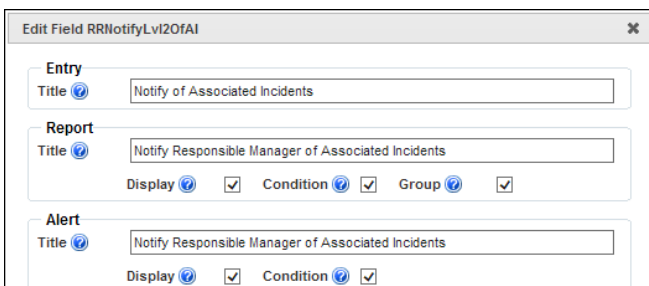 Edit Field RRNotifyLvl2OfAI
Entry
Title Notify of Associated Incidents
Report
Title Notify Responsible Manager of Associated Incidents
Display Condition Group
Alert
Title Notify Responsible Manager of Associated Incidents
Display Condition